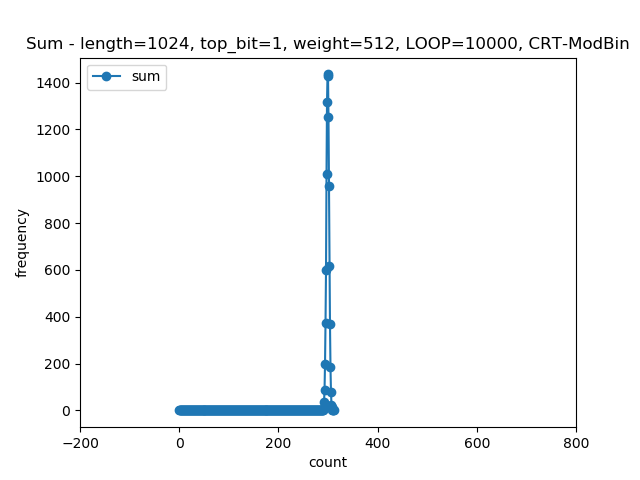 Sum - length=1024, top_bit=1, weight=512, LOOP=10000, CRT-ModBin
sum
1400
1200
1000
800
600
400
200
0
frequency
−200 0 200 400 600 800
count